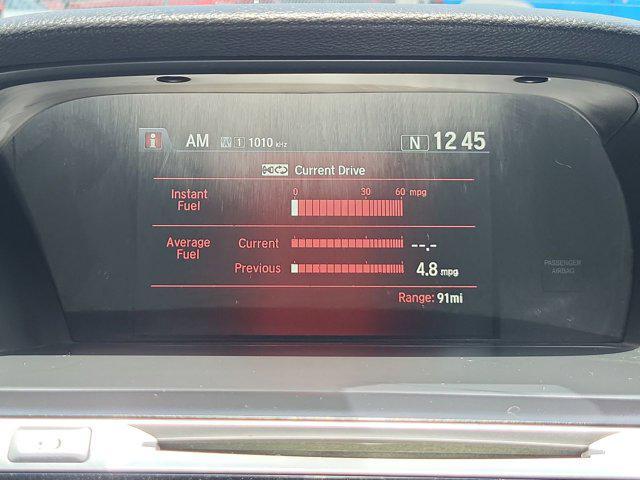 i AM 1 1010 kHz N 12 45
Current Drive
0 30 60 mpg
Instant
Fuel
Average
Fuel
Current --.-
Previous 4.8 mpg
Range: 91mi
PASSENGER
AIRBAG